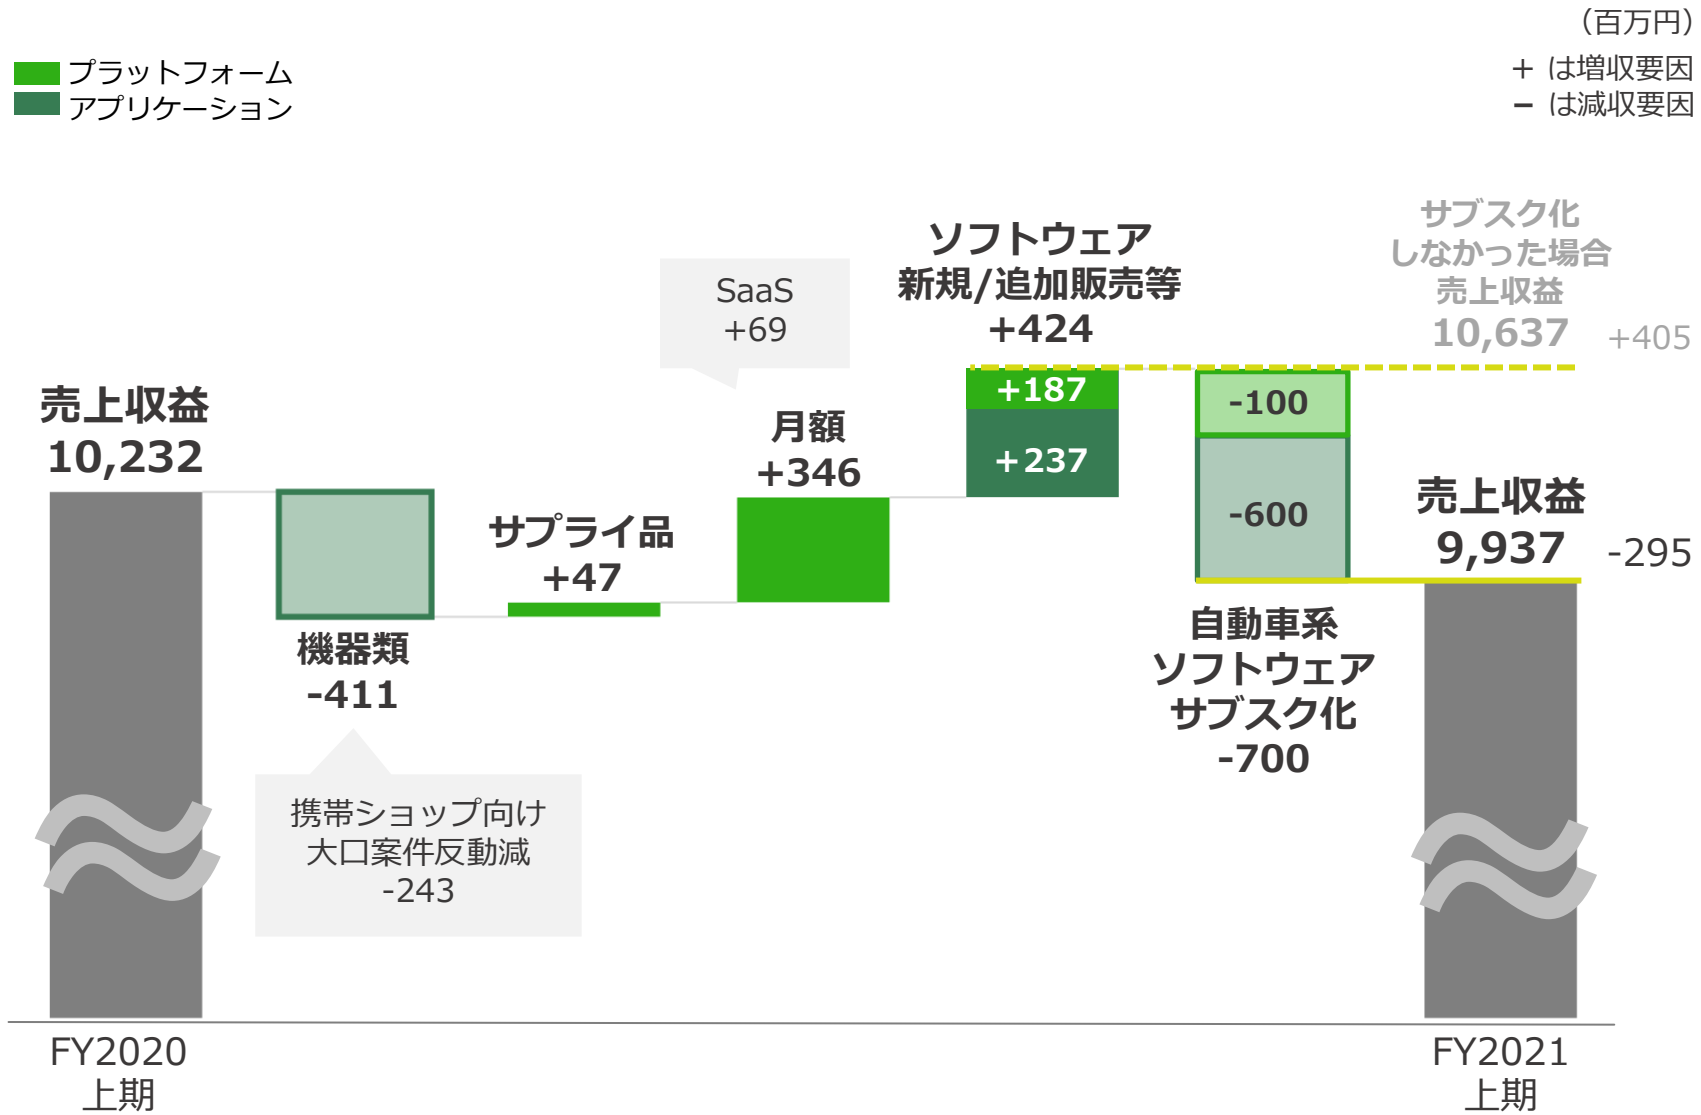 （百万円）
＋ は増収要因
− は減収要因
プラットフォーム
アプリケーション
売上収益
10,232
機器類
-411
携帯ショップ向け
大口案件反動減
-243
サプライ品
+47
SaaS
+69
月額
+346
ソフトウェア
新規/追加販売等
+424
+187
+237
-100
-600
自動車系
ソフトウェア
サブスク化
-700
サブスク化
しなかった場合
売上収益
10,637
+405
売上収益
9,937
-295
FY2020
上期
FY2021
上期